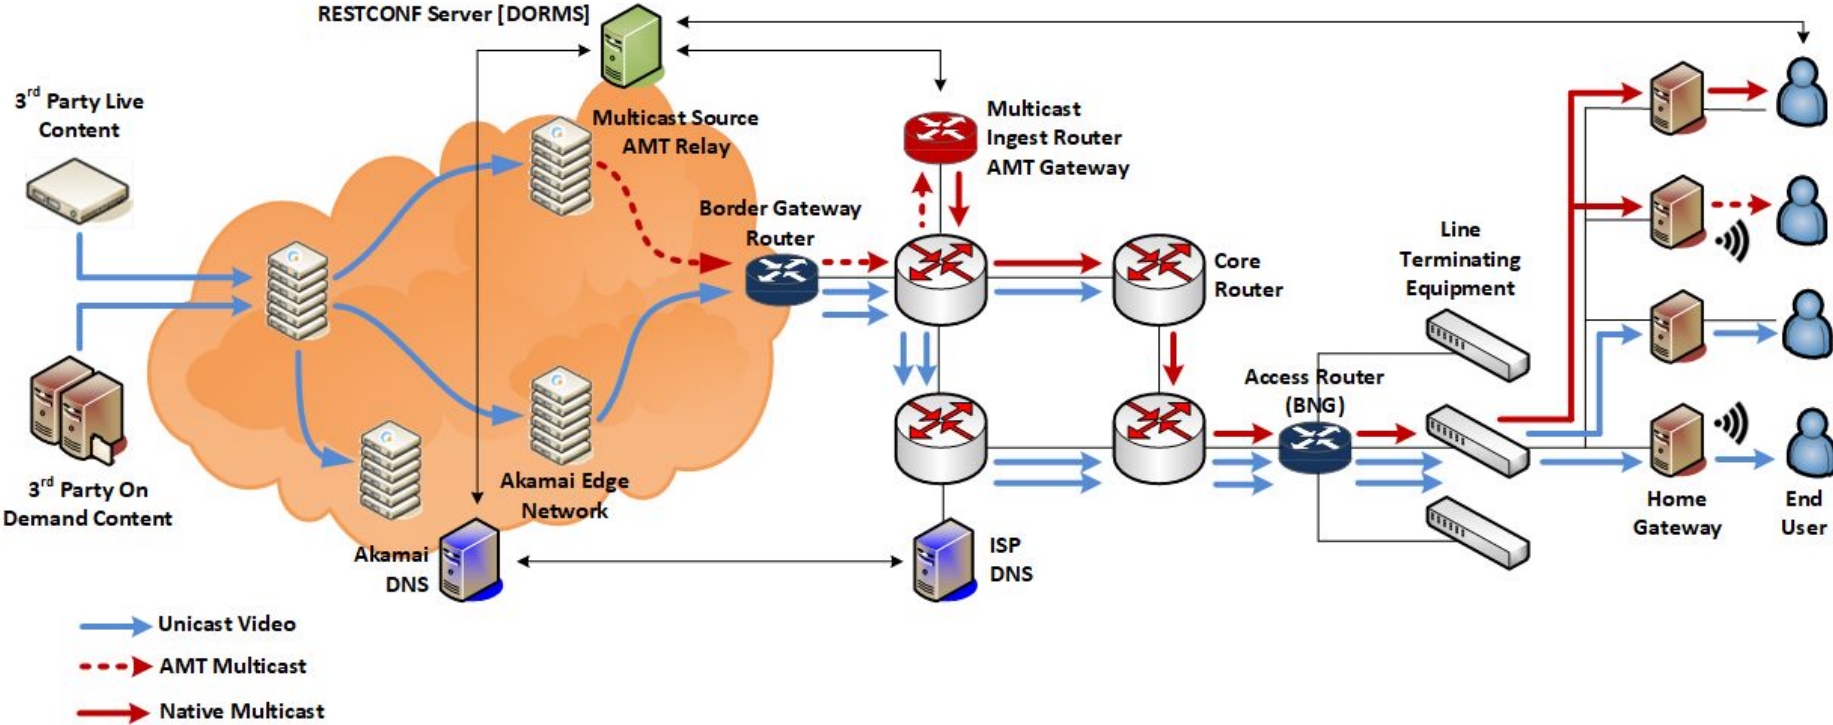 RESTCONF Server [DORMS]
3rd Party Live
Content
Multicast Source
AMT Relay
Multicast
Ingest Router
AMT Gateway
Border Gateway
Router
Core
Router
Line
Terminating
Equipment
Access Router
(BNG)
3rd Party On
Demand Content
Akamai Edge
Network
Home
Gateway
End
User
Akamai
DNS
ISP
DNS
Unicast Video
AMT Multicast
Native Multicast